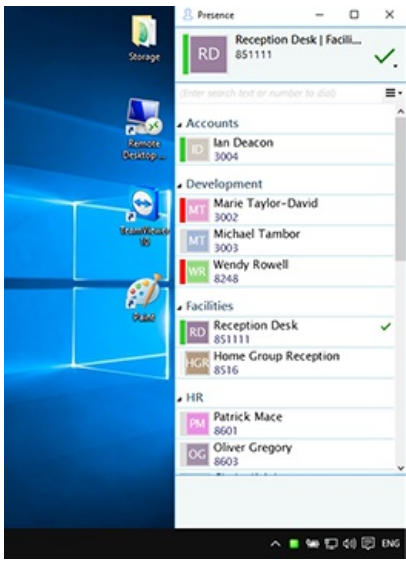 Storage
Remote
Desktop ...
TeamViewer
10
Paint
Presence
RD
Reception Desk | Facili...
851111
(Enter search text or number to dial)
Accounts
ID
Ian Deacon
3004
Development
MT
Marie Taylor-David
3002
MT
Michael Tambor
3003
WR
Wendy Rowell
8248
Facilities
RD
Reception Desk
851111
HGR
Home Group Reception
8516
HR
PM
Patrick Mace
8601
OG
Oliver Gregory
8603
ENG